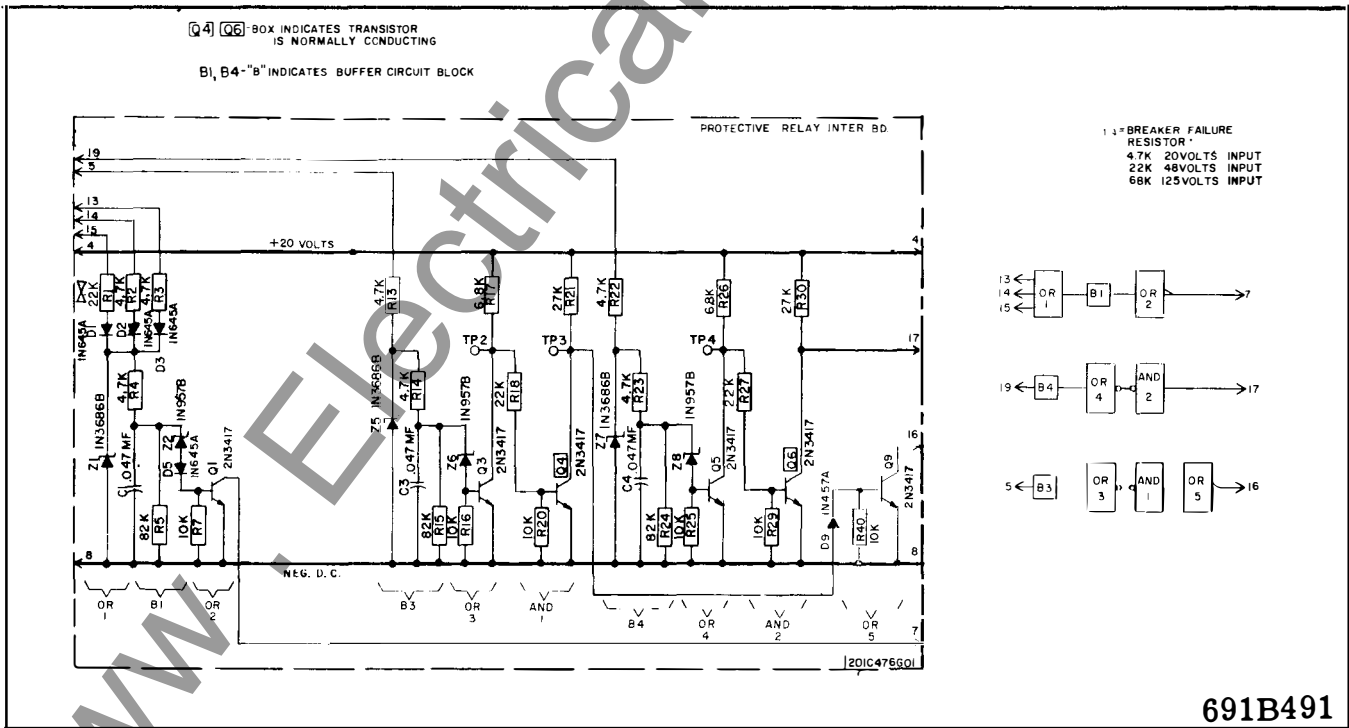 Q4 Q6-BOX INDICATES TRANSISTOR
IS NORMALLY CONDUCTING
B1, B4-"B" INDICATES BUFFER CIRCUIT BLOCK
www. Electrical
PROTECTIVE RELAY INTER BD.
=BREAKER FAILURE
RESISTOR
4.7K 20VOLTS INPUT
22K 48VOLTS INPUT
68K 125VOLTS INPUT
19
5
13
14
15
4
+20 VOLTS
4
22K
R1
4.7K
R2
4.7K
R3
4.7K
R13
6.8K
R17
27K
R21
4.7K
R22
6.8K
R26
27K
R30
1N645A
D1
D2
1N645A
1N645A
D3
TP2
TP3
TP4
17
4.7K
R4
Z1
1N3686B
C1
.047MF
1N957B
Z2
D5
1N645A
Q1
2N3417
82K
R5
10K
R7
Z5
1N3686B
4.7K
R14
C3
.047MF
1N957B
Z6
22K
R18
Q3
2N3417
82K
R15
10K
R16
Q4
2N3417
10K
R20
Z7
1N3686B
4.7K
R23
C4
.047MF
1N957B
Z8
22K
R27
Q5
2N3417
82K
R24
10K
R25
Q6
2N3417
10K
R29
D9
1N457A
R40
10K
Q9
2N3417
16
8
NEG. D.C.
8
OR
1
B1
OR
2
B3
OR
3
AND
1
B4
OR
4
AND
2
OR
5
7
201C476G01
13
14
15
OR
1
B1
OR
2
7
19
B4
OR
4
AND
2
17
5
B3
OR
3
AND
1
OR
5
16
691B491